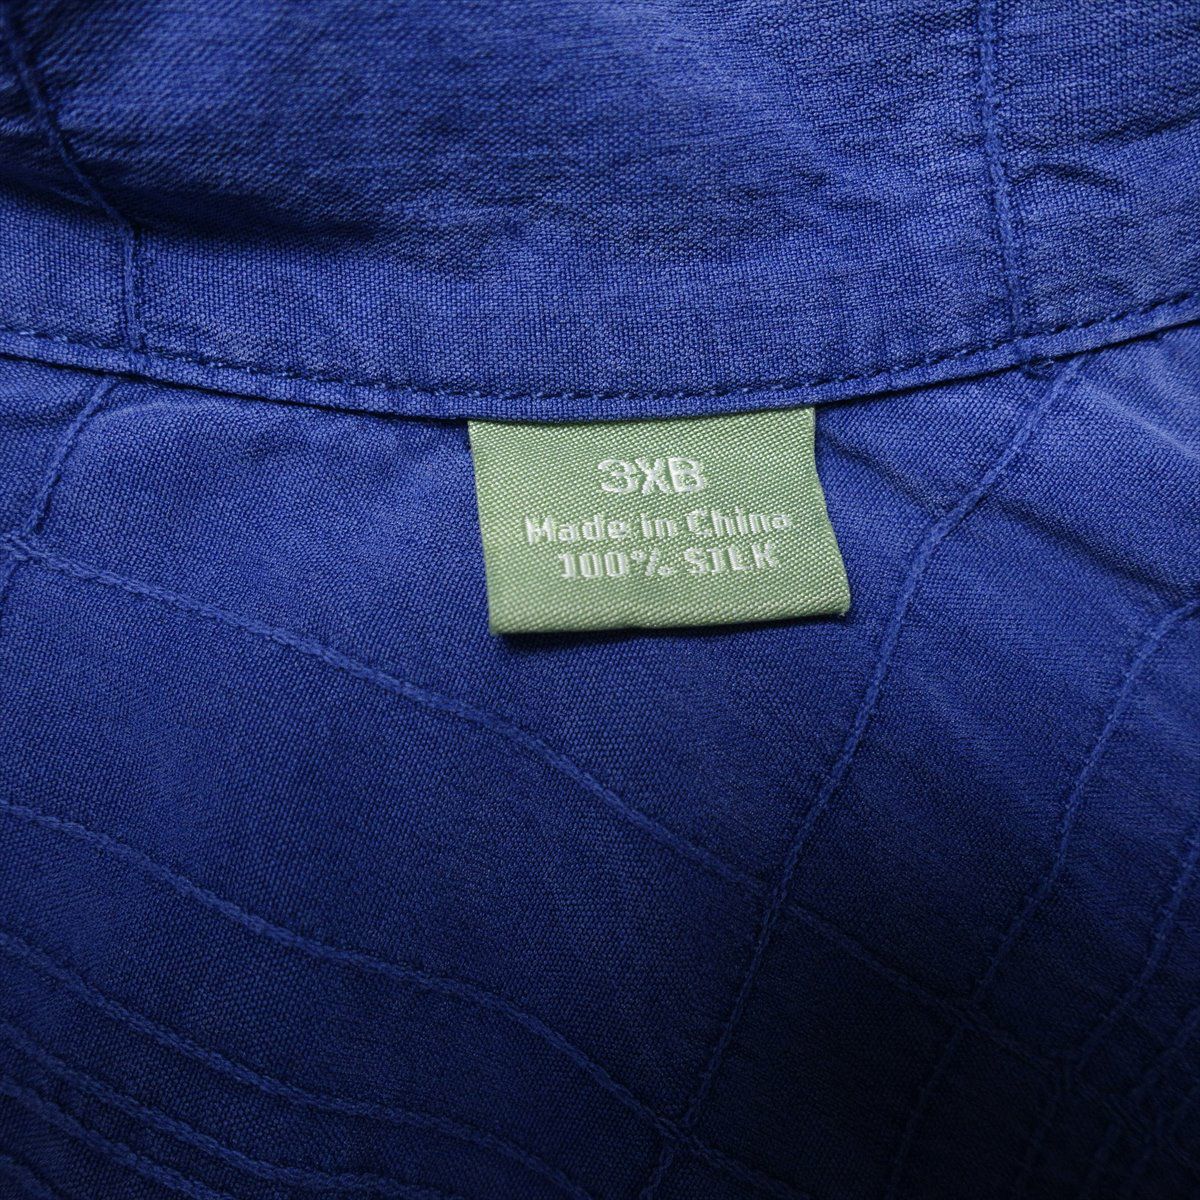 3XB
Made in China
100% SILK